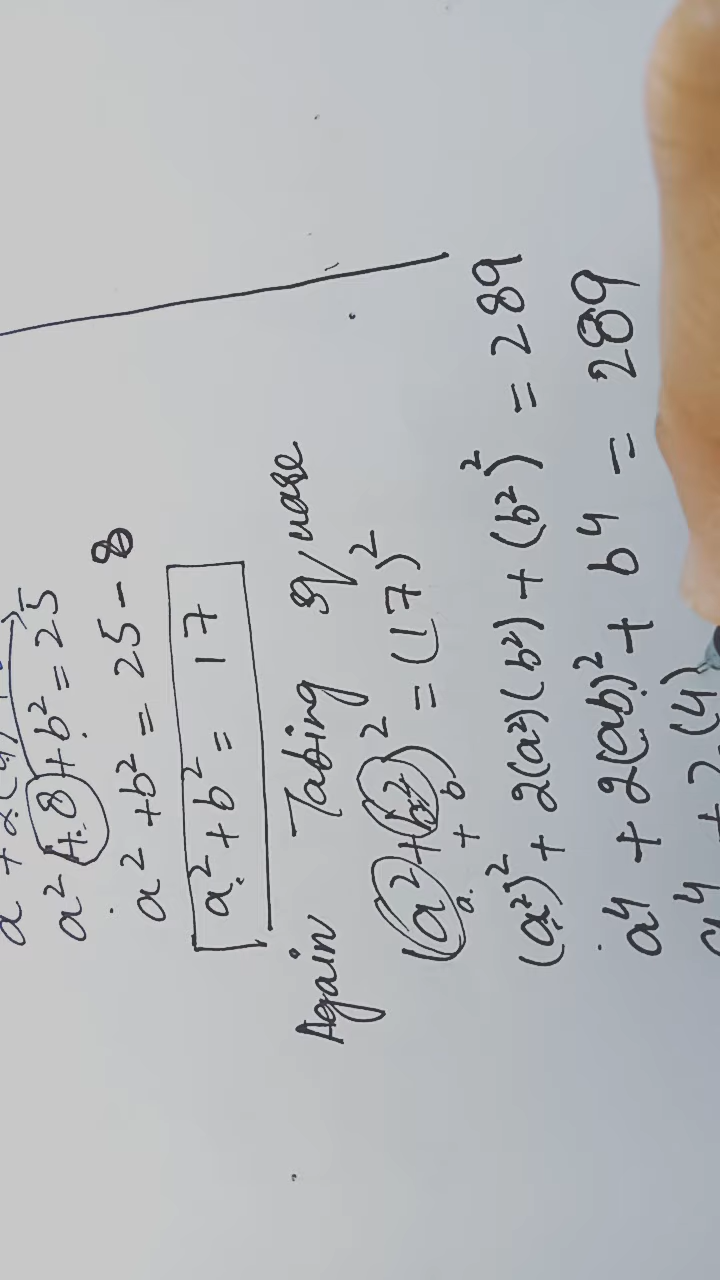 a² + 8 + b² = 25
a² + b² = 25 - 8
a² + b² = 17
Again Taking square
(a² + b²)² = (17)²
a + b
(a²)² + 2(a²)(b²) + (b²)² = 289
a⁴ + 2(ab)² + b⁴ = 289
a⁴ + 2(4)